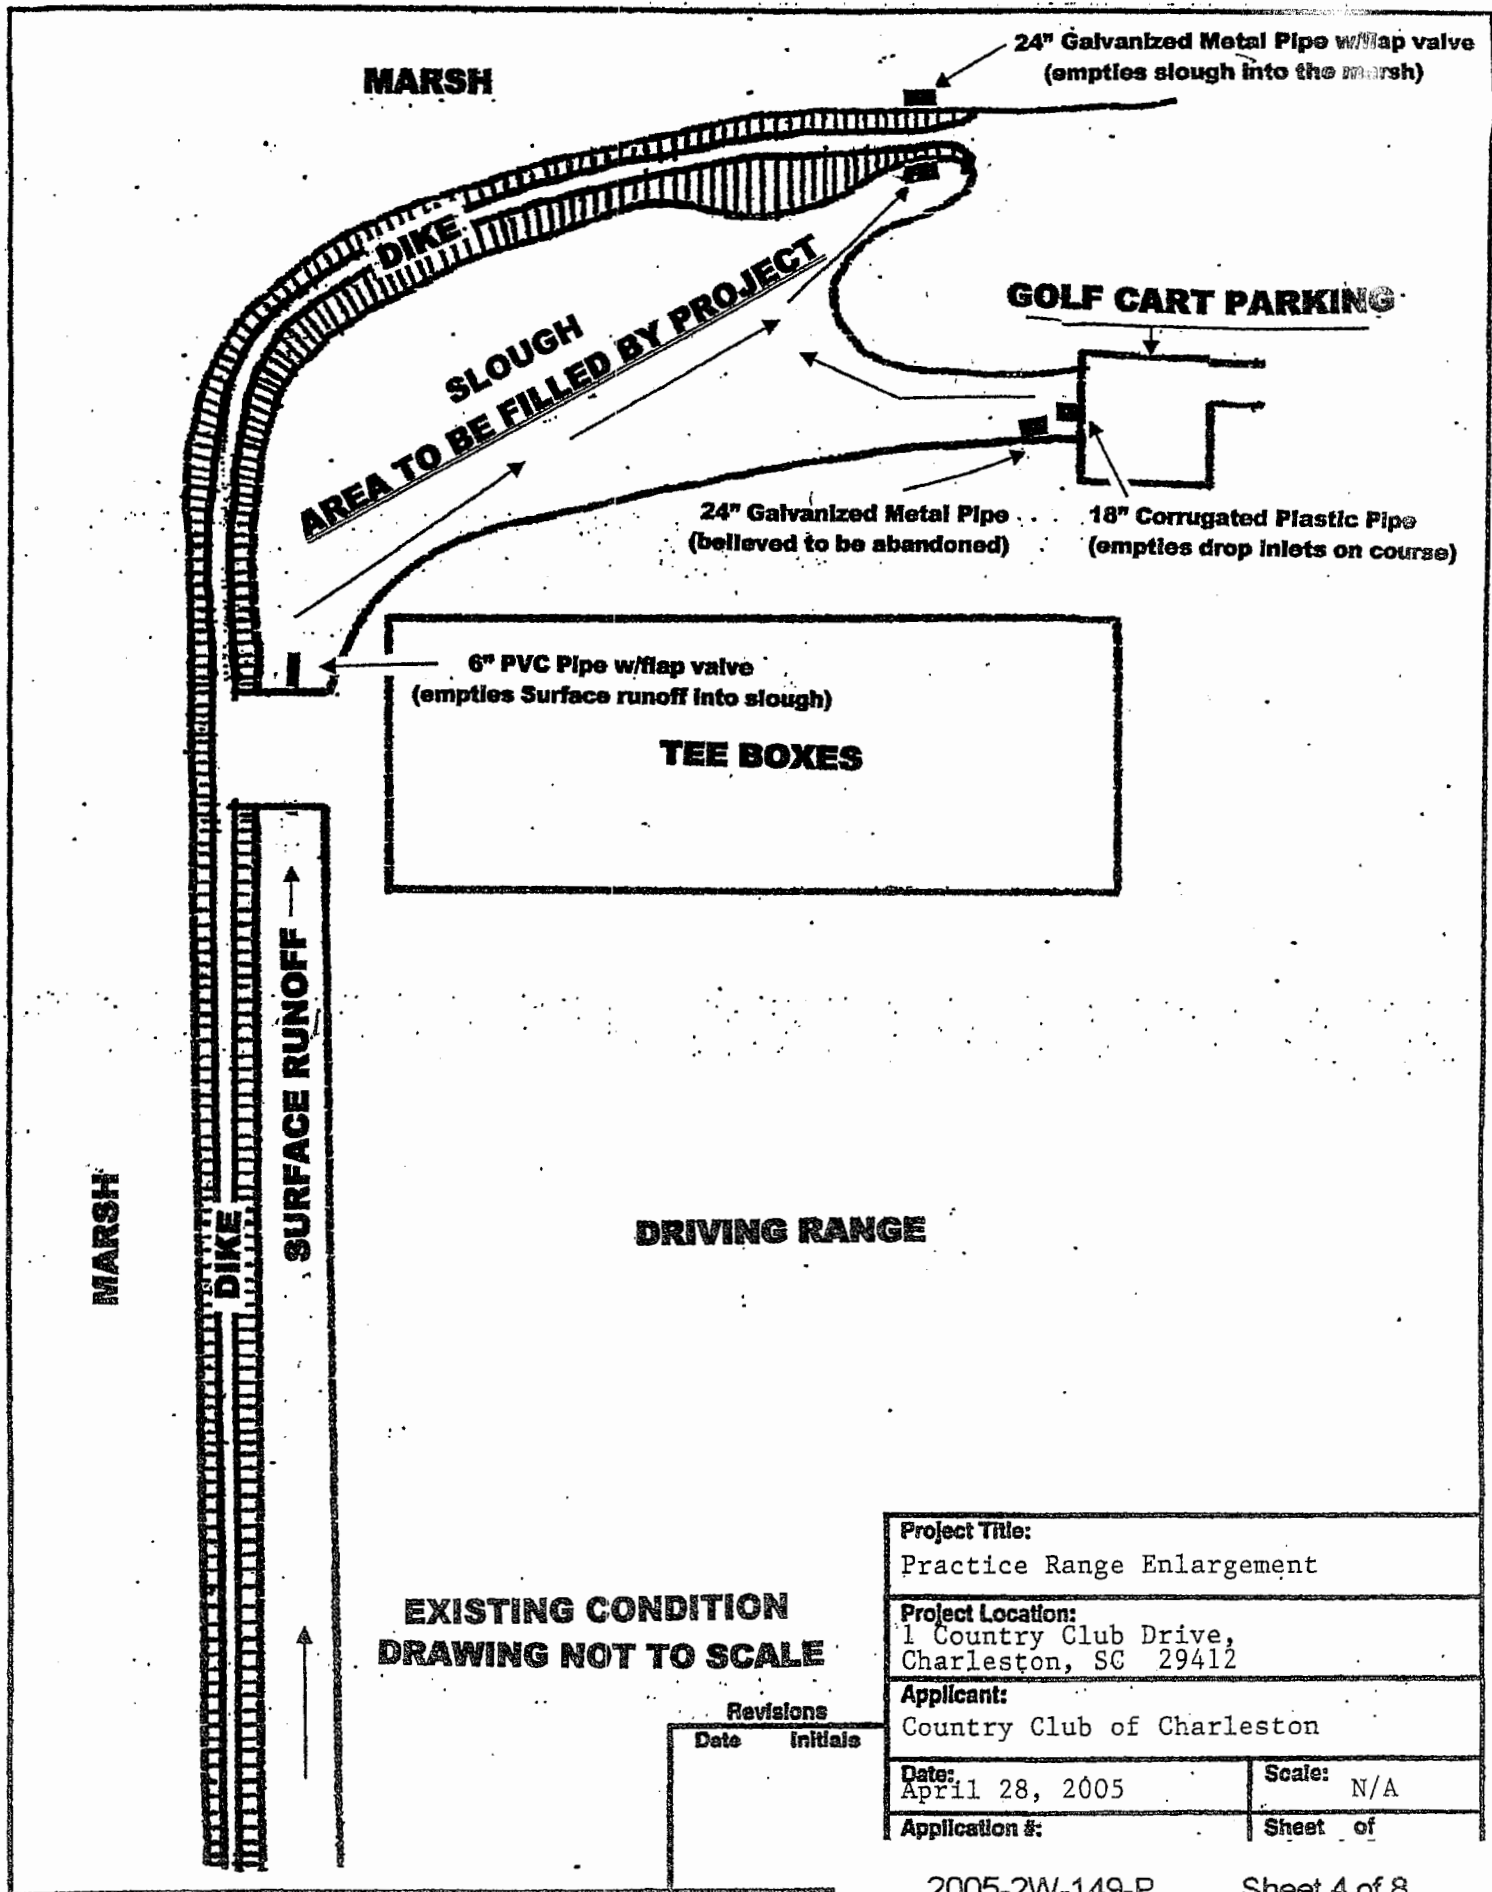 24" Galvanized Metal Pipe w/flap valve
(empties slough into the marsh)
MARSH
DIKE
SLOUGH
AREA TO BE FILLED BY PROJECT
GOLF CART PARKING
24" Galvanized Metal Pipe
(believed to be abandoned)
18" Corrugated Plastic Pipe
(empties drop inlets on course)
6" PVC Pipe w/flap valve
(empties Surface runoff into slough)
TEE BOXES
SURFACE RUNOFF
MARSH
DIKE
DRIVING RANGE
EXISTING CONDITION
DRAWING NOT TO SCALE
Revisions
Date Initials
Project Title:
Practice Range Enlargement
Project Location:
1 Country Club Drive,
Charleston, SC 29412
Applicant:
Country Club of Charleston
Date:
April 28, 2005
Scale:
N/A
Application #:
Sheet of
2005-2W-149-P Sheet 4 of 8